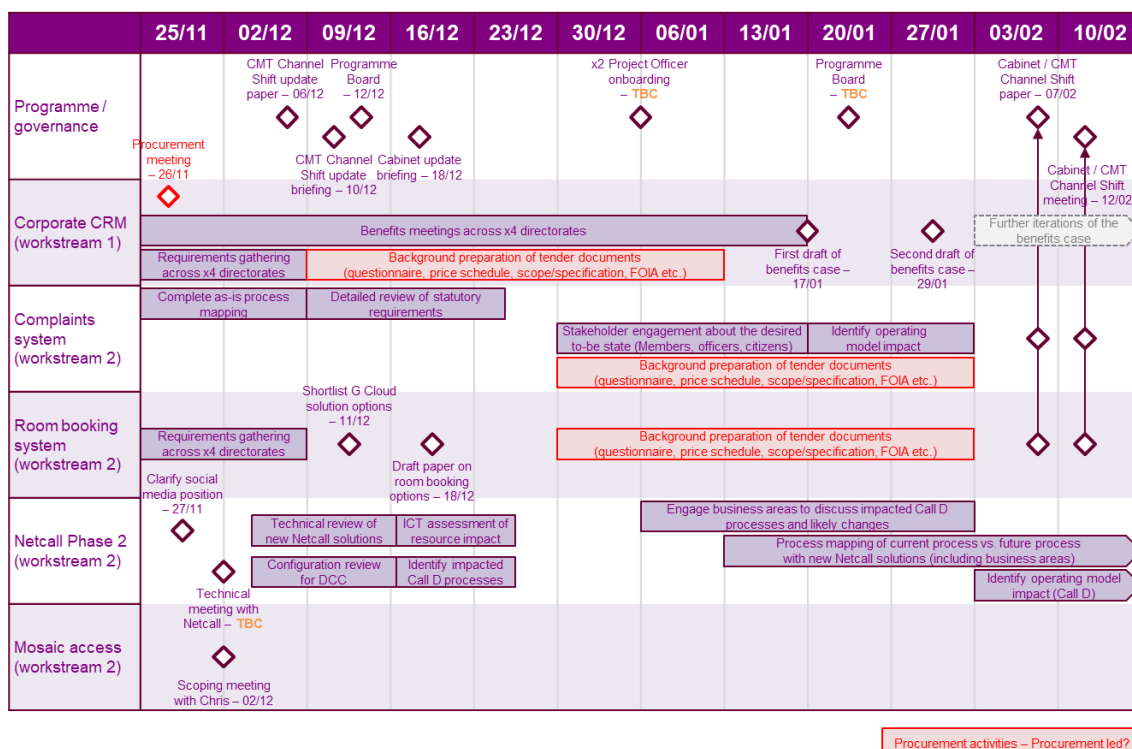 25/11 02/12 09/12 16/12 23/12 30/12 06/01 13/01 20/01 27/01 03/02 10/02
Programme /
governance
CMT Channel
Shift update
paper – 06/12
Programme
Board
– 12/12
x2 Project Officer
onboarding
– TBC
Programme
Board
– TBC
Cabinet / CMT
Channel Shift
paper – 07/02
CMT Channel
Shift update
briefing – 10/12
Cabinet update
briefing – 18/12
Procurement
meeting
– 26/11
Cabinet / CMT
Channel Shift
meeting – 12/02
Corporate CRM
(workstream 1)
Benefits meetings across x4 directorates
Further iterations of the
benefits case
Requirements gathering
across x4 directorates
Background preparation of tender documents
(questionnaire, price schedule, scope/specification, FOIA etc.)
First draft of
benefits case –
17/01
Second draft of
benefits case –
29/01
Complaints
system
(workstream 2)
Complete as-is process
mapping
Detailed review of statutory
requirements
Stakeholder engagement about the desired
to-be state (Members, officers, citizens)
Identify operating
model impact
Background preparation of tender documents
(questionnaire, price schedule, scope/specification, FOIA etc.)
Room booking
system
(workstream 2)
Requirements gathering
across x4 directorates
Shortlist G Cloud
solution options
– 11/12
Draft paper on
room booking
options – 18/12
Background preparation of tender documents
(questionnaire, price schedule, scope/specification, FOIA etc.)
Netcall Phase 2
(workstream 2)
Clarify social
media position
– 27/11
Technical review of
new Netcall solutions
ICT assessment of
resource impact
Engage business areas to discuss impacted Call D
processes and likely changes
Process mapping of current process vs. future process
with new Netcall solutions (including business areas)
Configuration review
for DCC
Identify impacted
Call D processes
Identify operating model
impact (Call D)
Technical
meeting with
Netcall – TBC
Mosaic access
(workstream 2)
Scoping meeting
with Chris – 02/12
Procurement activities – Procurement led?